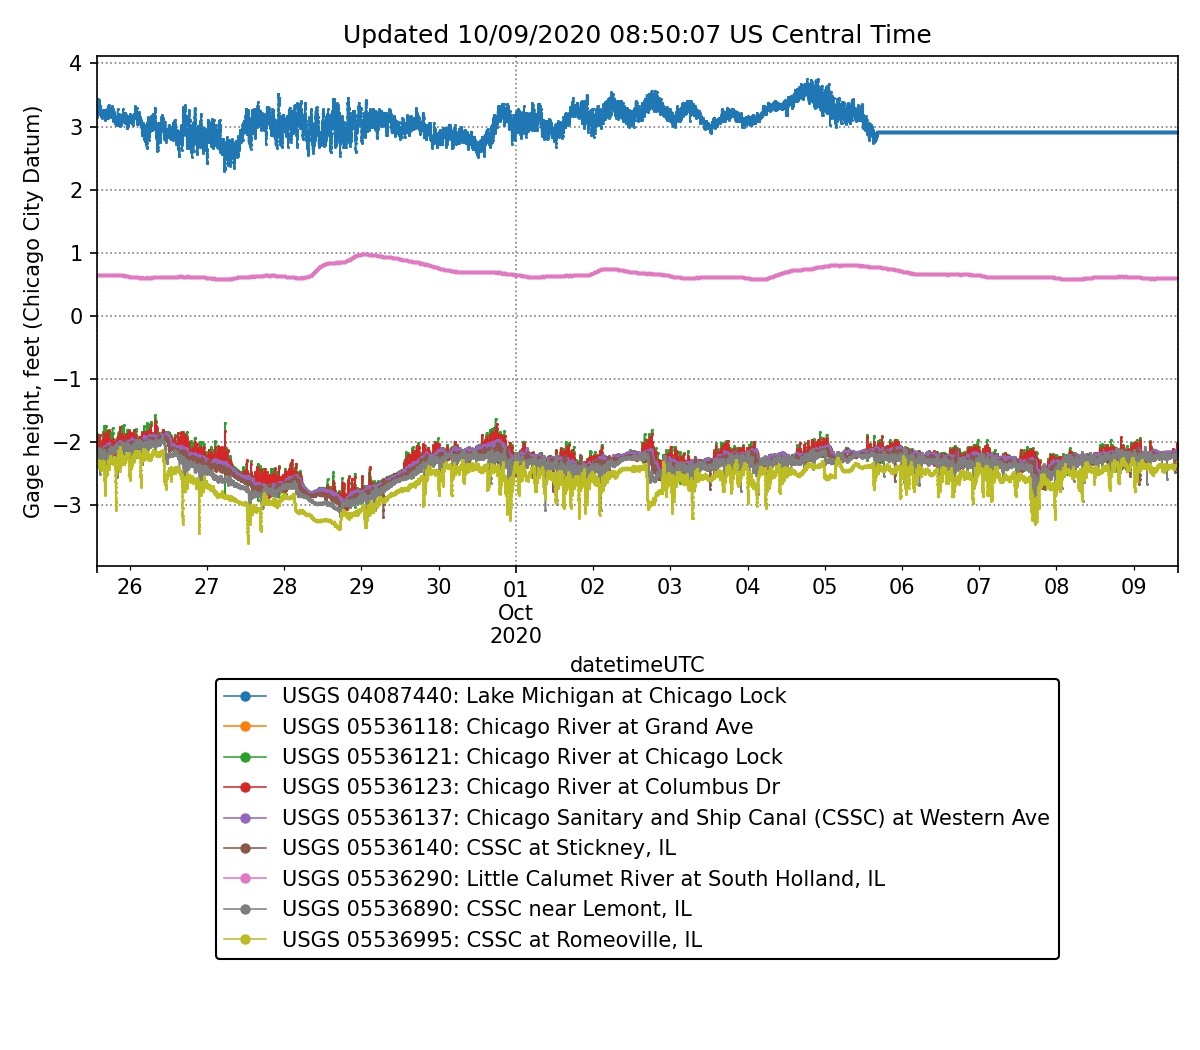 Updated 10/09/2020 08:50:07 US Central Time
Gage height, feet (Chicago City Datum)
4
3
2
1
0
−1
−2
−3
26 27 28 29 30 01 02 03 04 05 06 07 08 09
Oct
2020
datetimeUTC
USGS 04087440: Lake Michigan at Chicago Lock
USGS 05536118: Chicago River at Grand Ave
USGS 05536121: Chicago River at Chicago Lock
USGS 05536123: Chicago River at Columbus Dr
USGS 05536137: Chicago Sanitary and Ship Canal (CSSC) at Western Ave
USGS 05536140: CSSC at Stickney, IL
USGS 05536290: Little Calumet River at South Holland, IL
USGS 05536890: CSSC near Lemont, IL
USGS 05536995: CSSC at Romeoville, IL